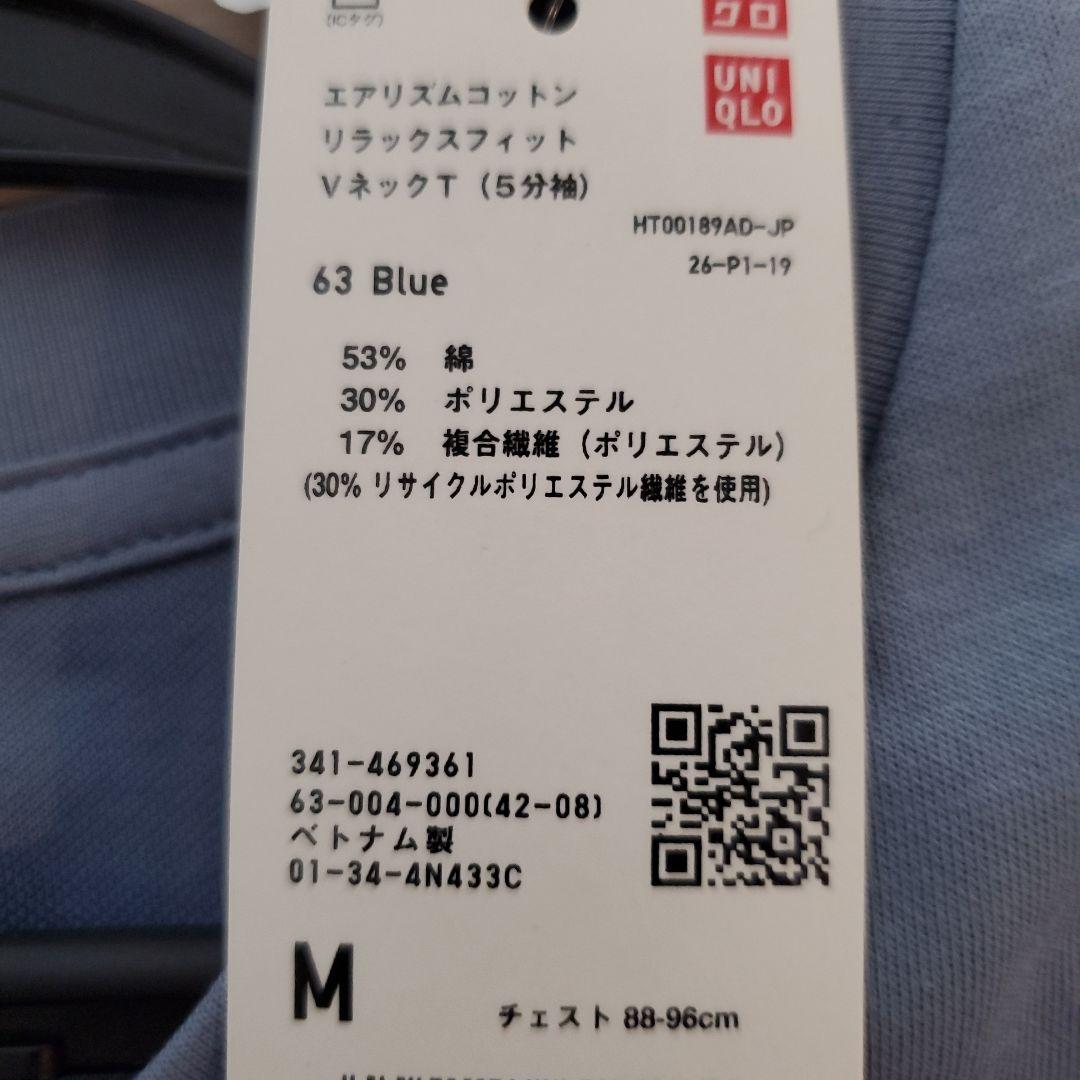 (ICタグ)
クロ
UNI
QLO
エアリズムコットン
リラックスフィット
VネックT（5分袖）
HT00189AD-JP
26-P1-19
63 Blue
53% 綿
30% ポリエステル
17% 複合繊維（ポリエステル）
(30% リサイクルポリエステル繊維を使用)
341-469361
63-004-000(42-08)
ベトナム製
01-34-4N433C
M
チェスト 88-96cm